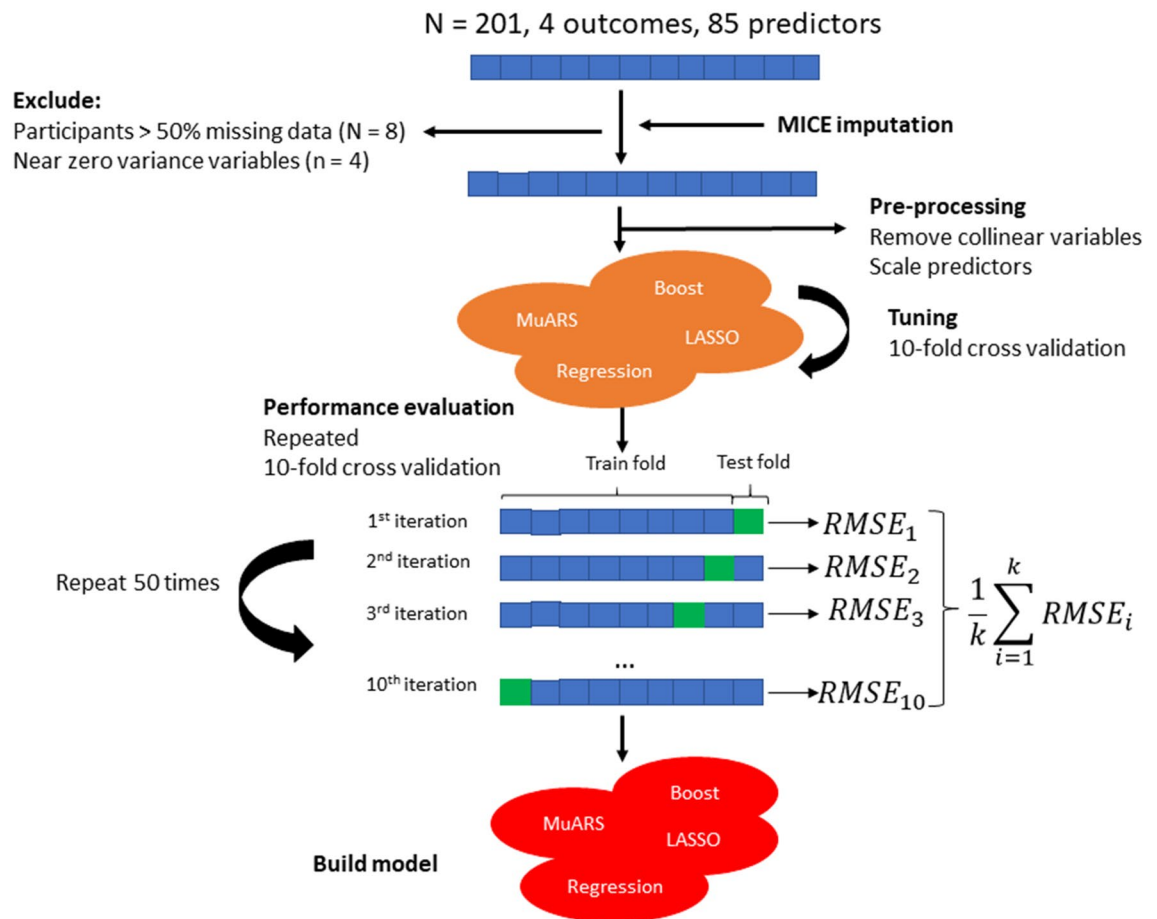 N = 201, 4 outcomes, 85 predictors
Exclude:
Participants > 50% missing data (N = 8)
Near zero variance variables (n = 4)
MICE imputation
Pre-processing
Remove collinear variables
Scale predictors
Boost
MuARS
LASSO
Regression
Tuning
10-fold cross validation
Performance evaluation
Repeated
10-fold cross validation
Train fold
Test fold
1st iteration
RMSE₁
2nd iteration
RMSE₂
3rd iteration
RMSE₃
...
10th iteration
RMSE₁₀
Repeat 50 times
1/k ∑ᵢ₌₁ᵏ RMSEᵢ
Boost
MuARS
LASSO
Regression
Build model